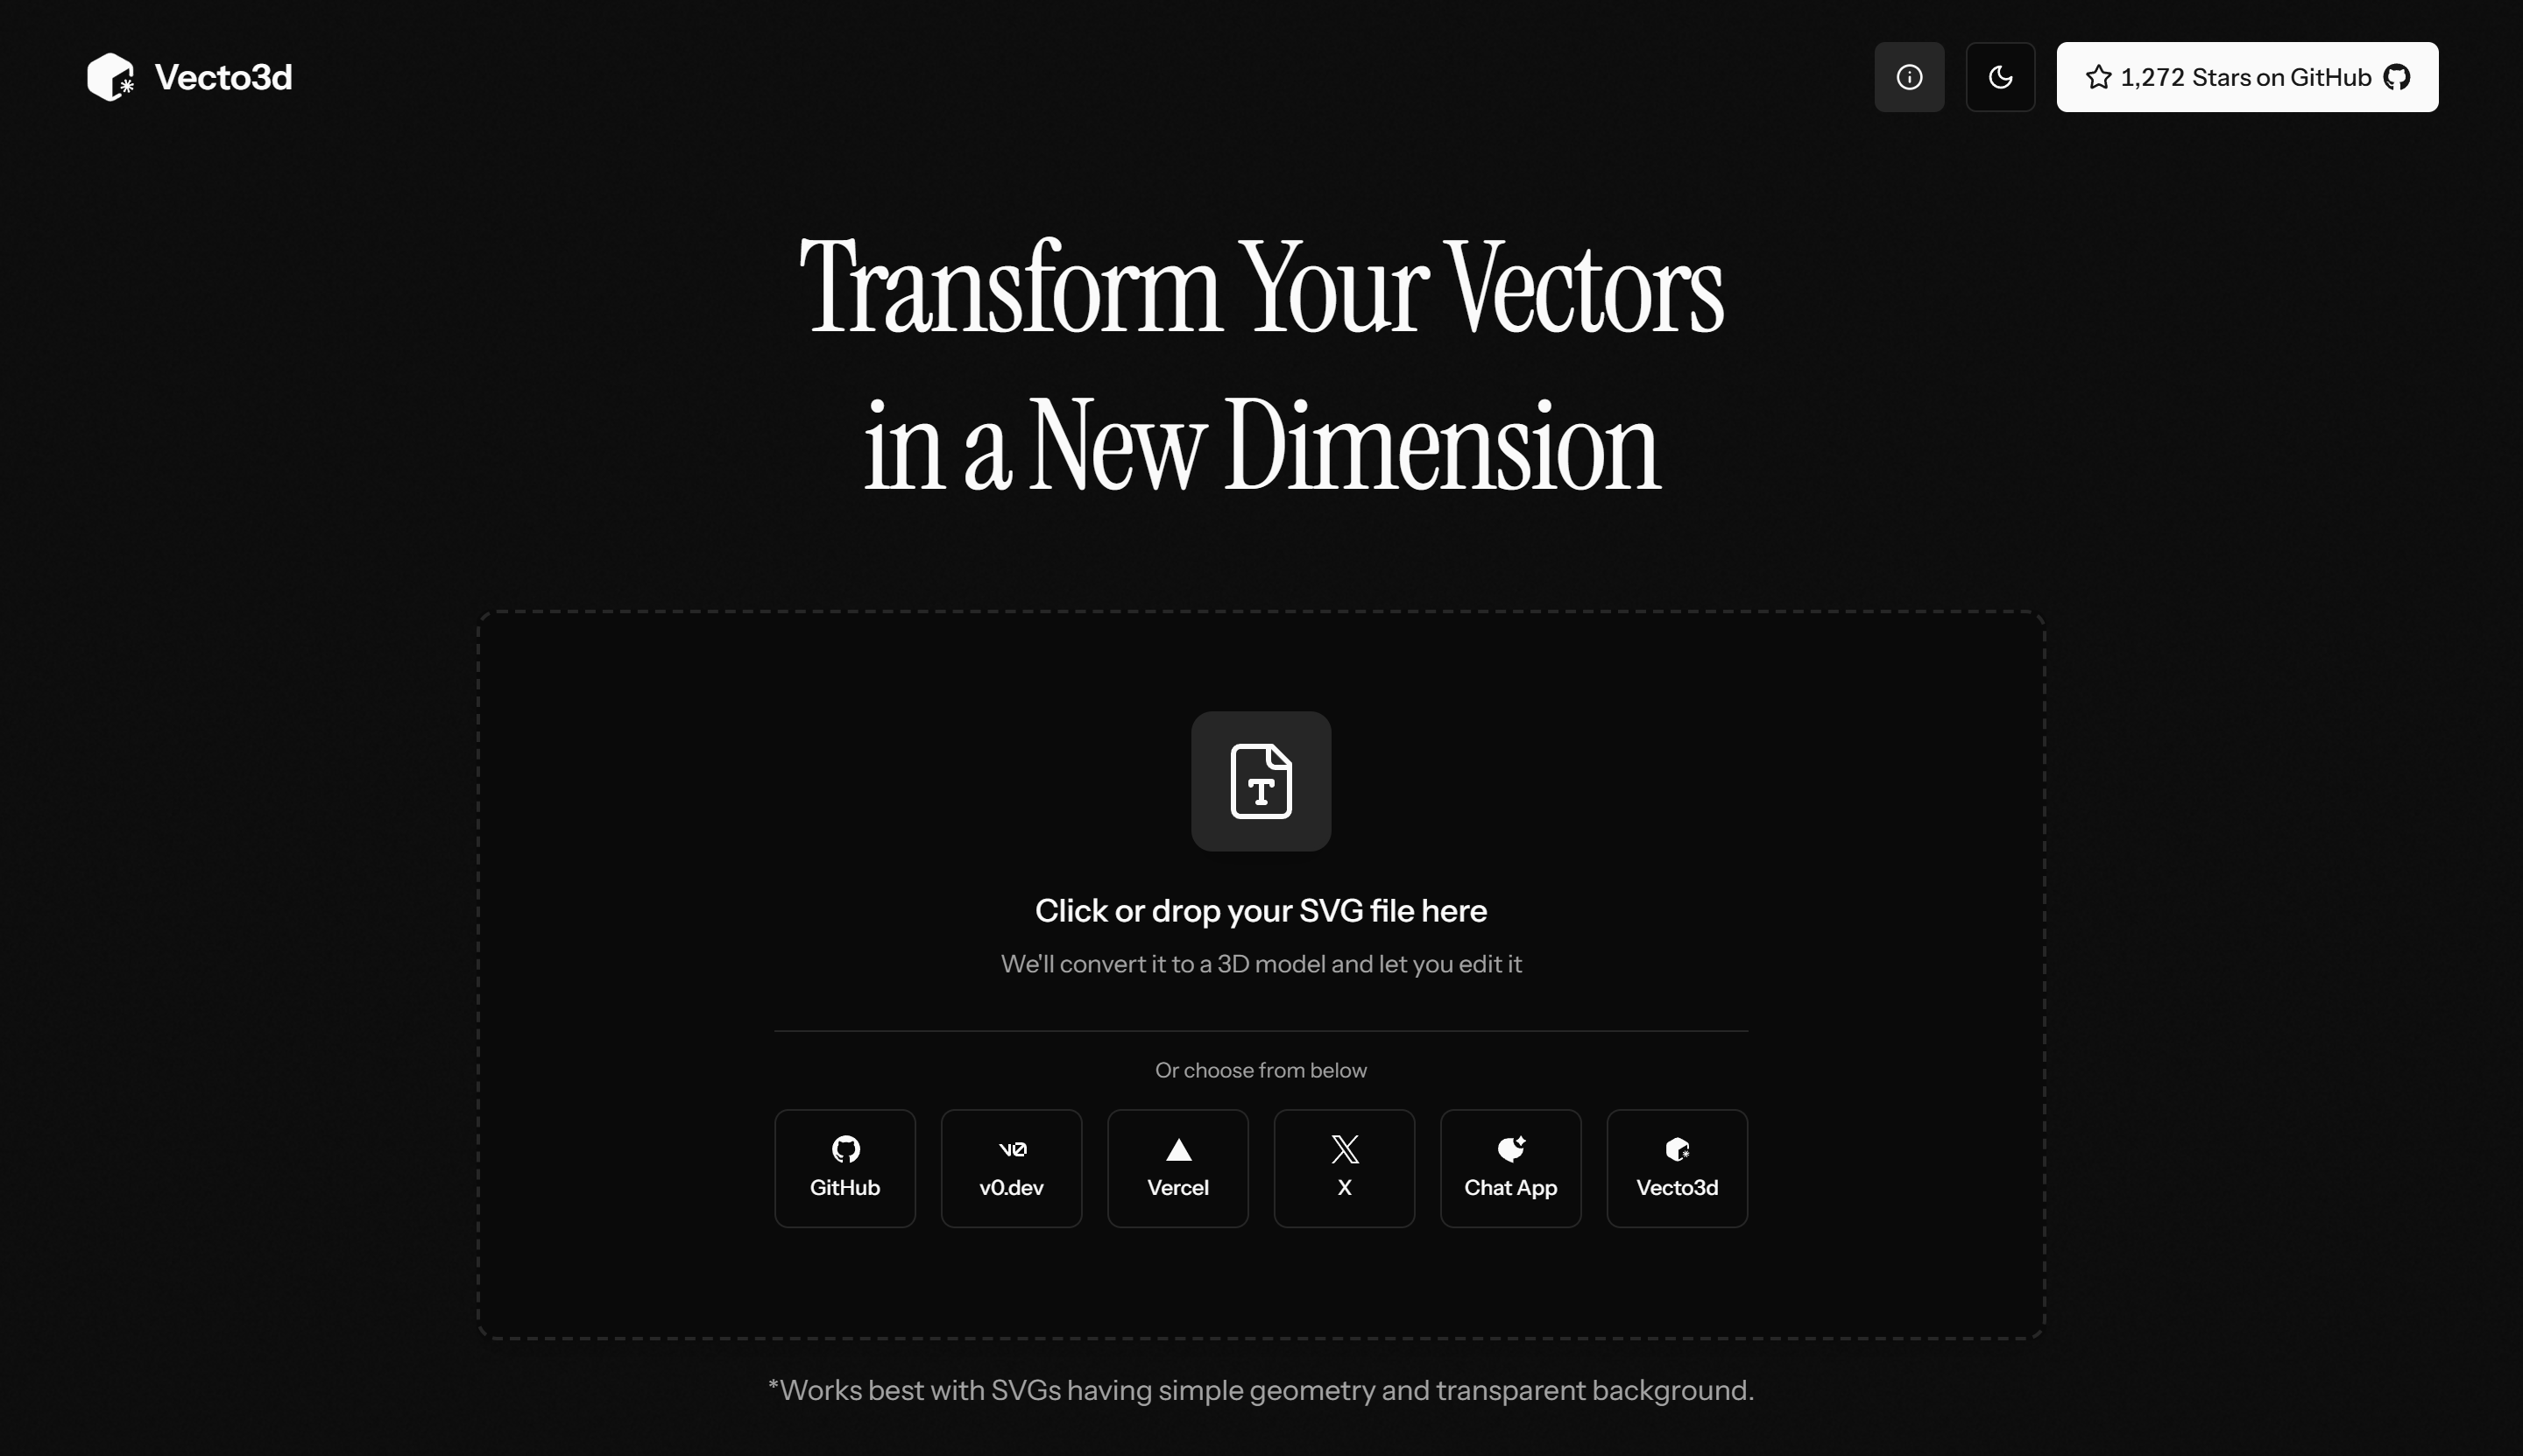 Vecto3d
1,272 Stars on GitHub
Transform Your Vectors
in a New Dimension
T
Click or drop your SVG file here
We'll convert it to a 3D model and let you edit it
Or choose from below
v0
GitHub
v0.dev
Vercel
X
Chat App
Vecto3d
*Works best with SVGs having simple geometry and transparent background.